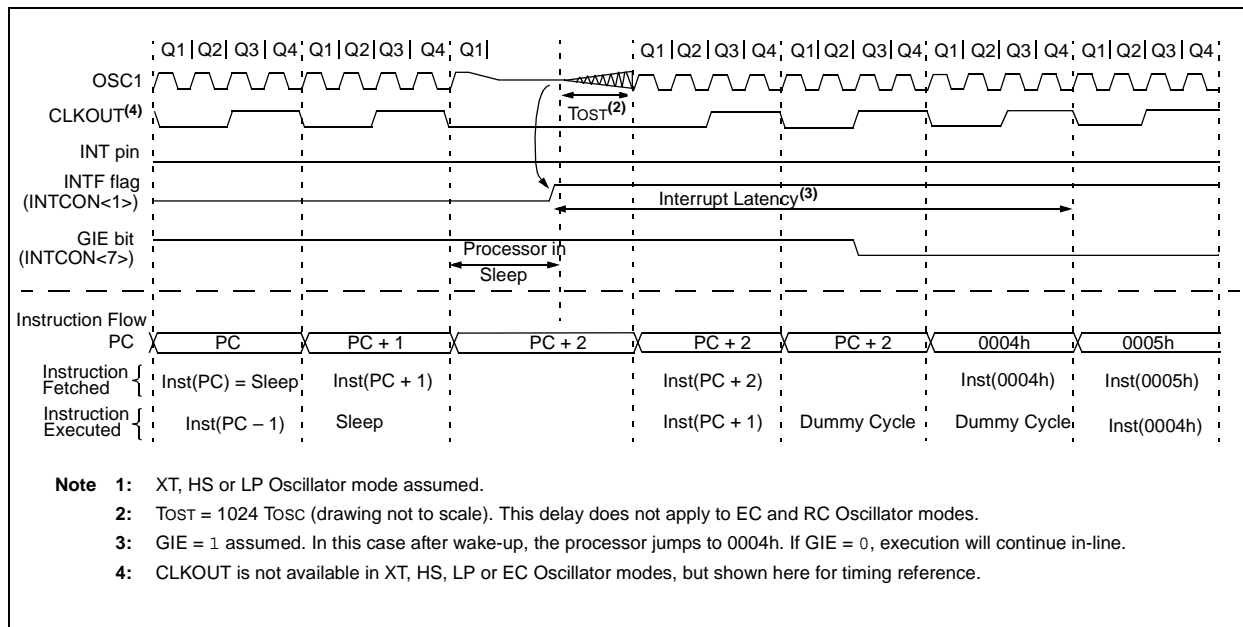 Q1 Q2 Q3 Q4 Q1 Q2 Q3 Q4 Q1 Q1 Q2 Q3 Q4 Q1 Q2 Q3 Q4 Q1 Q2 Q3 Q4 Q1 Q2 Q3 Q4
OSC1
CLKOUT(4)
TOST(2)
INT pin
INTF flag
(INTCON<1>)
Interrupt Latency(3)
GIE bit
(INTCON<7>)
Processor in
Sleep
Instruction Flow
PC PC PC + 1 PC + 2 PC + 2 PC + 2 0004h 0005h
Instruction
Fetched
Inst(PC) = Sleep Inst(PC + 1) Inst(PC + 2) Inst(0004h) Inst(0005h)
Instruction
Executed
Inst(PC – 1) Sleep Inst(PC + 1) Dummy Cycle Dummy Cycle Inst(0004h)
Note 1: XT, HS or LP Oscillator mode assumed.
2: TOST = 1024 TOSC (drawing not to scale). This delay does not apply to EC and RC Oscillator modes.
3: GIE = 1 assumed. In this case after wake-up, the processor jumps to 0004h. If GIE = 0, execution will continue in-line.
4: CLKOUT is not available in XT, HS, LP or EC Oscillator modes, but shown here for timing reference.